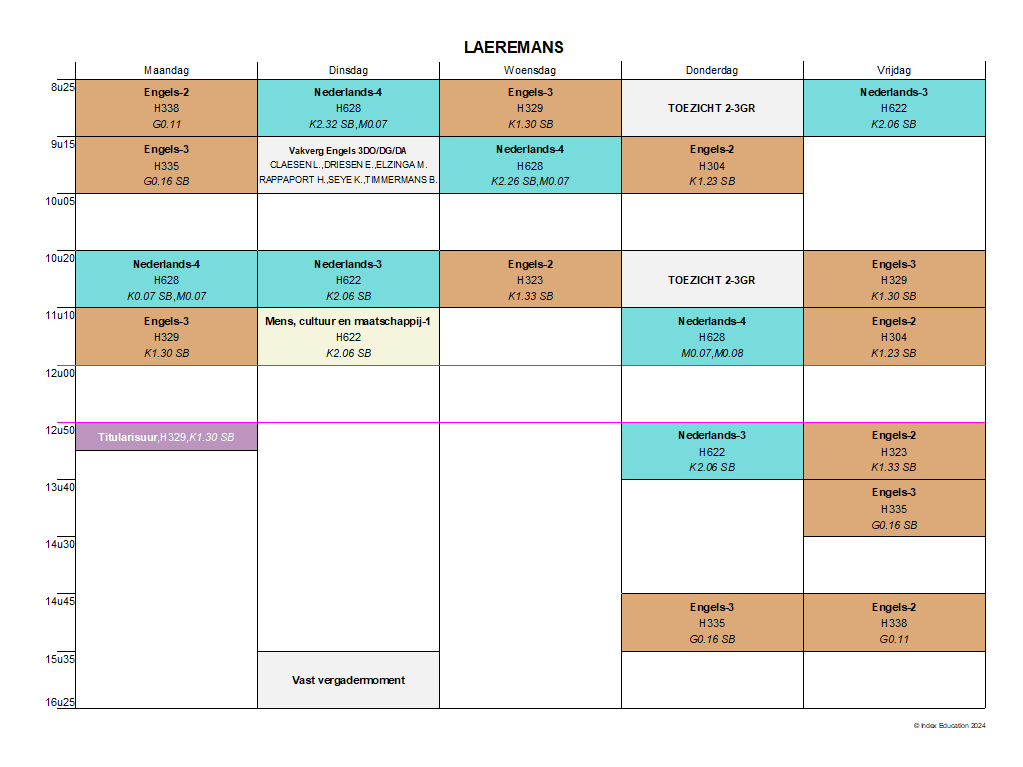 LAEREMANS
Maandag
Dinsdag
Woensdag
Donderdag
Vrijdag
8u25
Engels-2
H338
G0.11
Nederlands-4
H628
K2.32 SB,M0.07
Engels-3
H329
K1.30 SB
TOEZICHT 2-3GR
Nederlands-3
H622
K2.06 SB
9u15
Engels-3
H335
G0.16 SB
Vakverg Engels 3DO/DG/DA
CLAESEN L.,DRIESEN E.,ELZINGA M.
RAPPAPORT H.,SEYE K.,TIMMERMANS B.
Nederlands-4
H628
K2.26 SB,M0.07
Engels-2
H304
K1.23 SB
10u05
10u20
Nederlands-4
H628
K0.07 SB,M0.07
Nederlands-3
H622
K2.06 SB
Engels-2
H323
K1.33 SB
TOEZICHT 2-3GR
Engels-3
H329
K1.30 SB
11u10
Engels-3
H329
K1.30 SB
Mens, cultuur en maatschappij-1
H622
K2.06 SB
Nederlands-4
H628
M0.07,M0.08
Engels-2
H304
K1.23 SB
12u00
12u50
Titularisuur,H329,K1.30 SB
Nederlands-3
H622
K2.06 SB
Engels-2
H323
K1.33 SB
13u40
Engels-3
H335
G0.16 SB
14u30
14u45
Engels-3
H335
G0.16 SB
Engels-2
H338
G0.11
15u35
Vast vergadermoment
16u25
© Index Education 2024